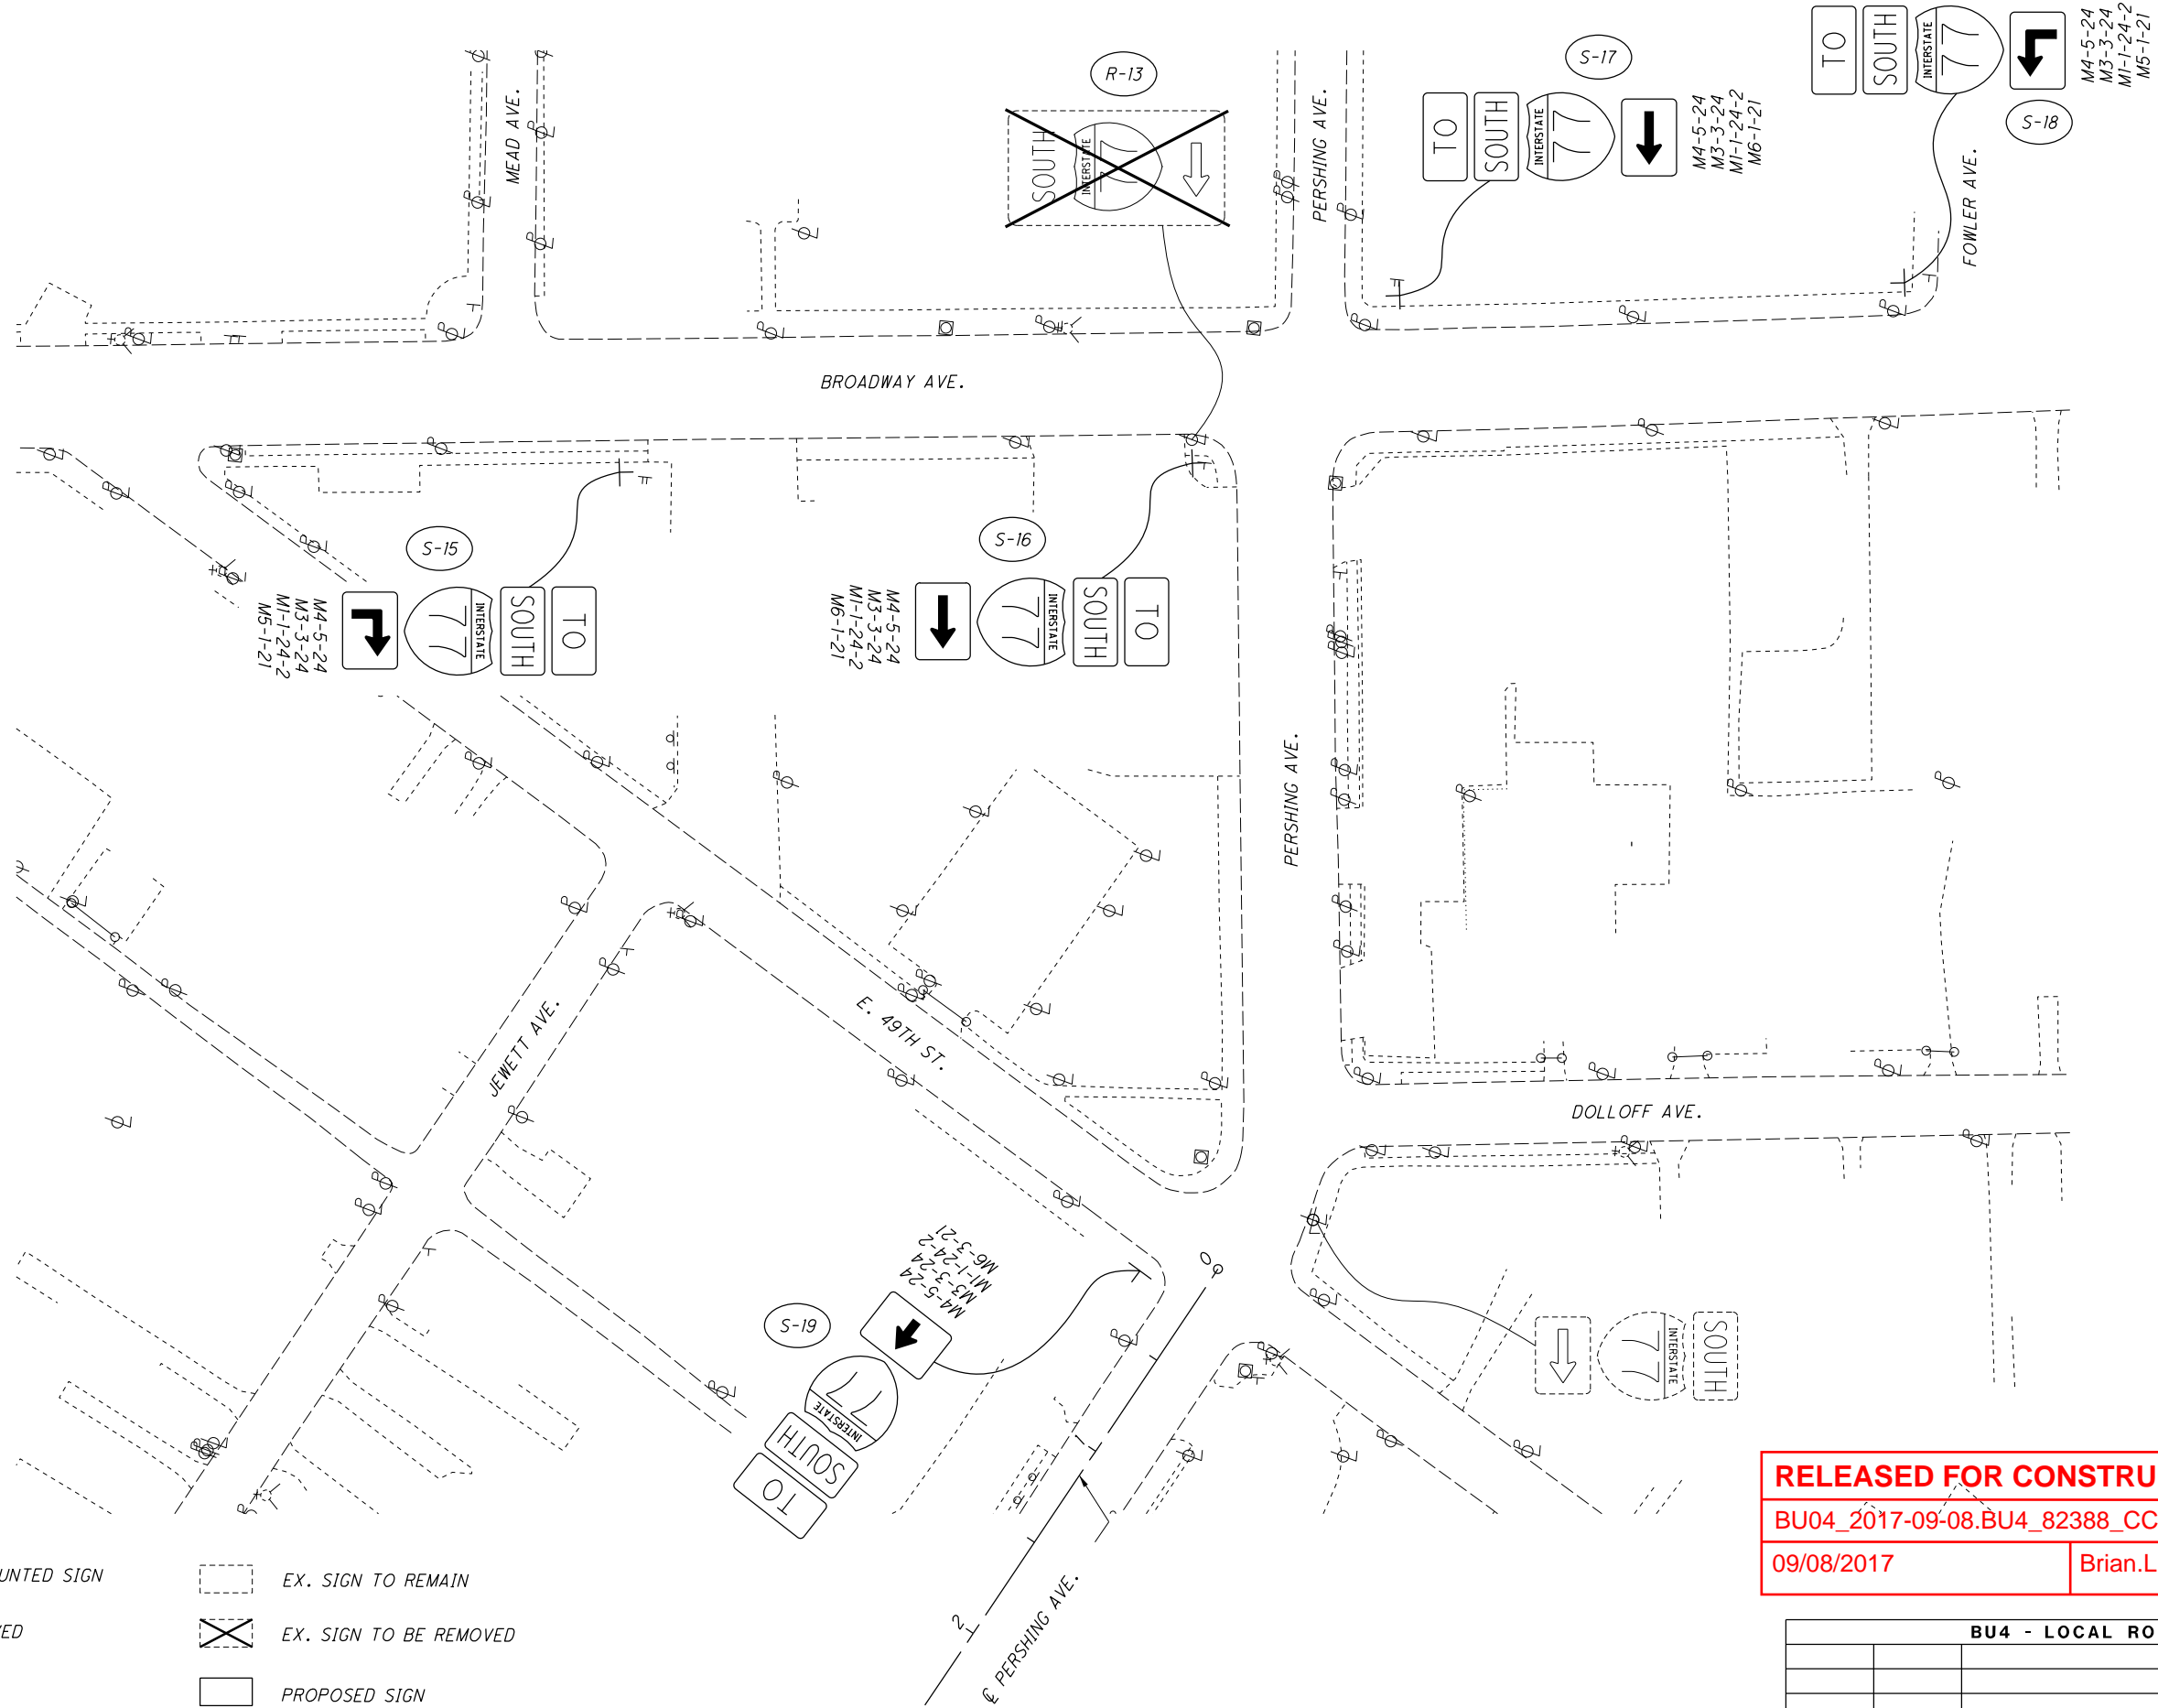 MEAD AVE.
R-13
SOUTH
INTERSTATE
77
PERSHING AVE.
S-17
TO
SOUTH
INTERSTATE
77
M4-5-24
M3-3-24
M1-1-24-2
M6-1-21
TO
SOUTH
INTERSTATE
77
M4-5-24
M3-3-24
M1-1-24-2
M5-1-21
S-18
FOWLER AVE.
BROADWAY AVE.
S-15
TO
SOUTH
INTERSTATE
77
M4-5-24
M3-3-24
M1-1-24-2
M5-1-21
S-16
TO
SOUTH
INTERSTATE
77
M4-5-24
M3-3-24
M1-1-24-2
M6-1-21
PERSHING AVE.
JEWETT AVE.
E. 49TH ST.
DOLLOFF AVE.
S-19
TO
SOUTH
INTERSTATE
77
M4-5-24
M3-3-24
M1-1-24-2
M6-3-21
SOUTH
INTERSTATE
77
0
1
2
℄ PERSHING AVE.
UNTED SIGN
EX. SIGN TO REMAIN
ED
EX. SIGN TO BE REMOVED
PROPOSED SIGN
RELEASED FOR CONSTRU
BU04_2017-09-08.BU4_82388_CC
09/08/2017
Brian.L
BU4 - LOCAL RO